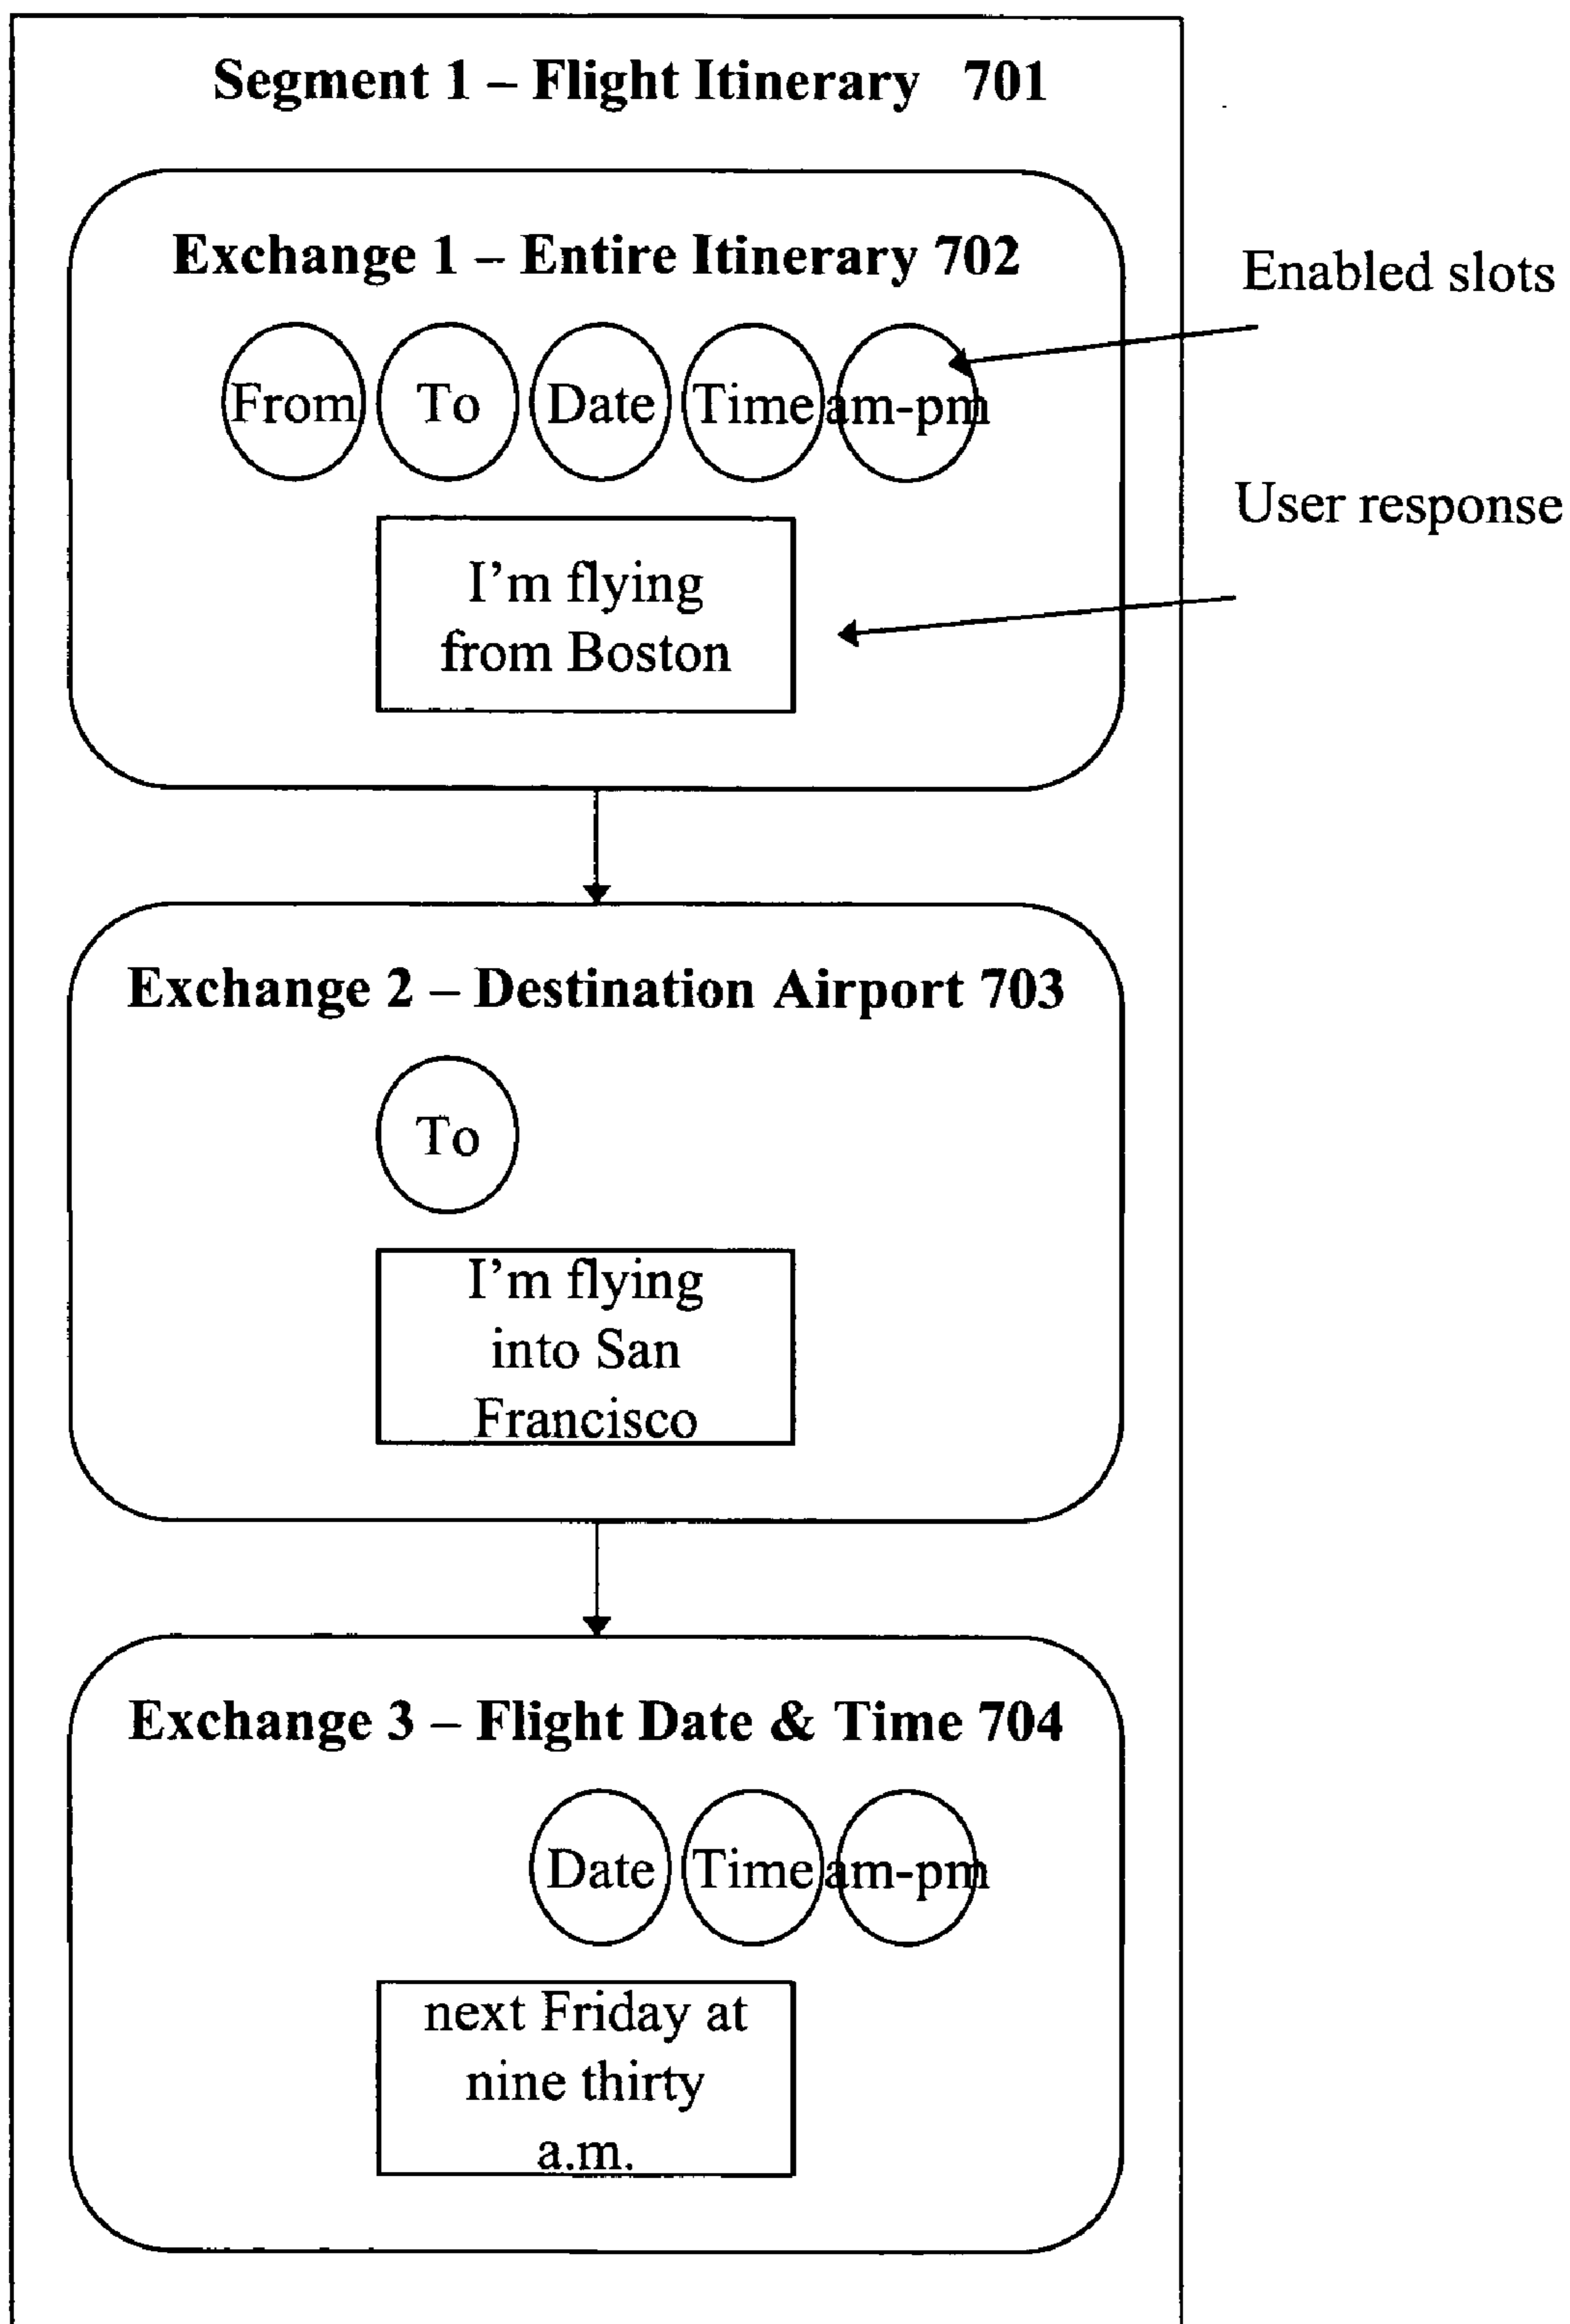 Segment 1 – Flight Itinerary 701
Exchange 1 – Entire Itinerary 702
Enabled slots
From To Date Time am-pm
User response
I'm flying
from Boston
Exchange 2 – Destination Airport 703
To
I'm flying
into San
Francisco
Exchange 3 – Flight Date & Time 704
Date Time am-pm
next Friday at
nine thirty
a.m.